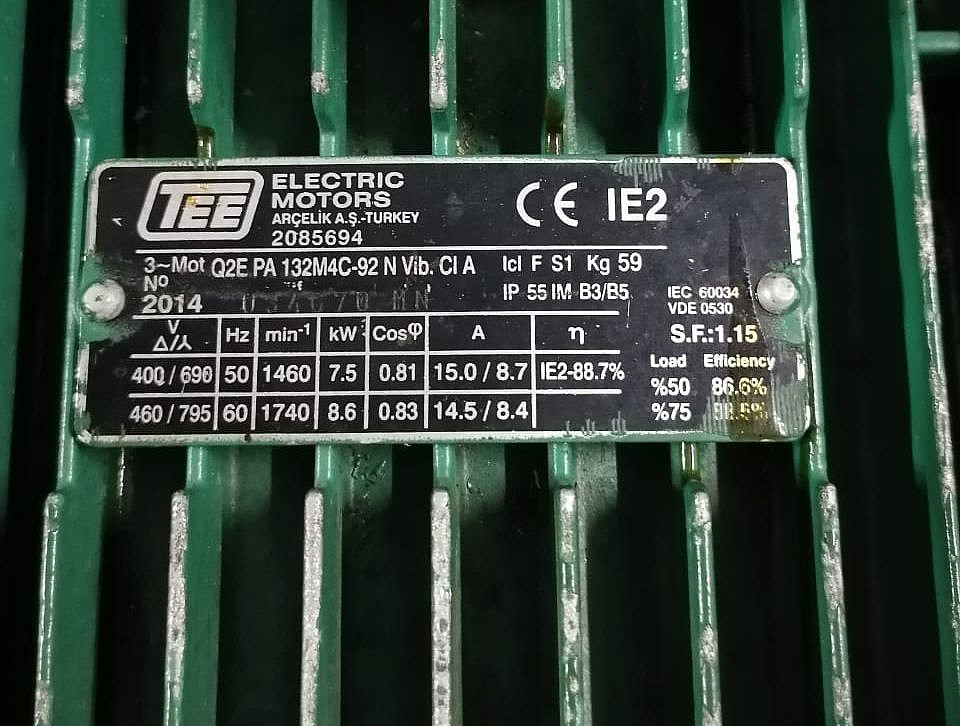 TEE
ELECTRIC
MOTORS
ARÇELİK A.Ş.-TURKEY
2085694
CE IE2
3~Mot Q2E PA 132M4C-92 N Vib. Cl A Icl F S1 Kg 59
No
2014 MN IP 55 IM B3/B5 IEC 60034
VDE 0530
S.F.:1.15
V Δ/⅄ Hz min-1 kW Cosφ A η
Load Efficiency
400/690 50 1460 7.5 0.81 15.0/8.7 IE2-88.7%
%50 86.6%
460/795 60 1740 8.6 0.83 14.5/8.4
%75